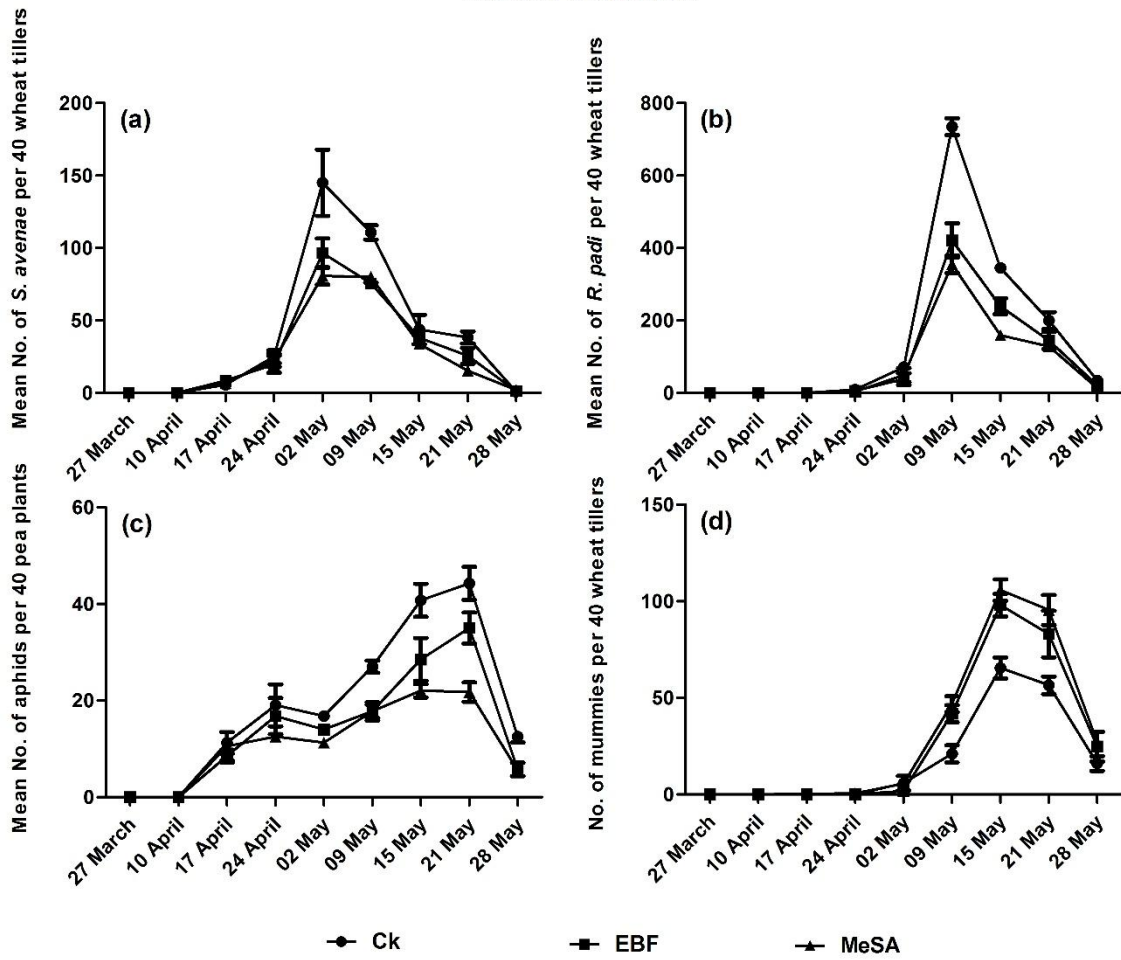 Mean No. of S. avenae per 40 wheat tillers
(a)
200
150
100
50
0
27 March
10 April
17 April
24 April
02 May
09 May
15 May
21 May
28 May
Mean No. of R. padi per 40 wheat tillers
(b)
800
600
400
200
0
27 March
10 April
17 April
24 April
02 May
09 May
15 May
21 May
28 May
Mean No. of aphids per 40 pea plants
(c)
60
40
20
0
27 March
10 April
17 April
24 April
02 May
09 May
15 May
21 May
28 May
No. of mummies per 40 wheat tillers
(d)
150
100
50
0
27 March
10 April
17 April
24 April
02 May
09 May
15 May
21 May
28 May
Ck
EBF
MeSA